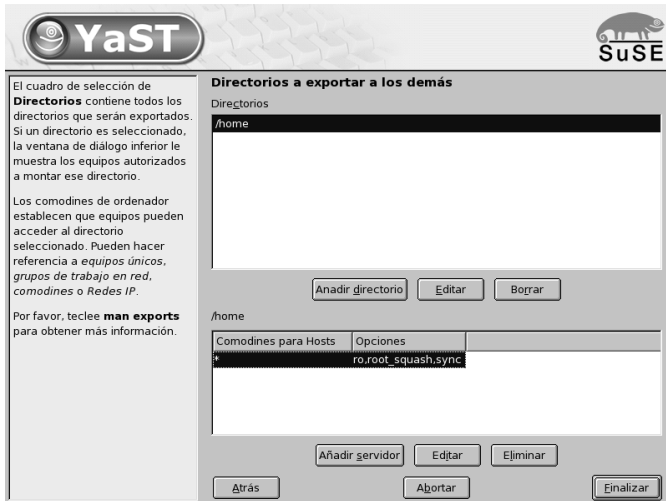 YaST
SuSE
El cuadro de selección de
Directorios contiene todos los
directorios que serán exportados.
Si un directorio es seleccionado,
la ventana de diálogo inferior le
muestra los equipos autorizados
a montar ese directorio.
Los comodines de ordenador
establecen que equipos pueden
acceder al directorio
seleccionado. Pueden hacer
referencia a equipos únicos,
grupos de trabajo en red,
comodines o Redes IP.
Por favor, teclee man exports
para obtener más información.
Directorios a exportar a los demás
Directorios
/home
Anadir directorio Editar Borrar
/home
Comodines para Hosts Opciones
* ro,root_squash,sync
Añadir servidor Editar Eliminar
Atrás Abortar Finalizar